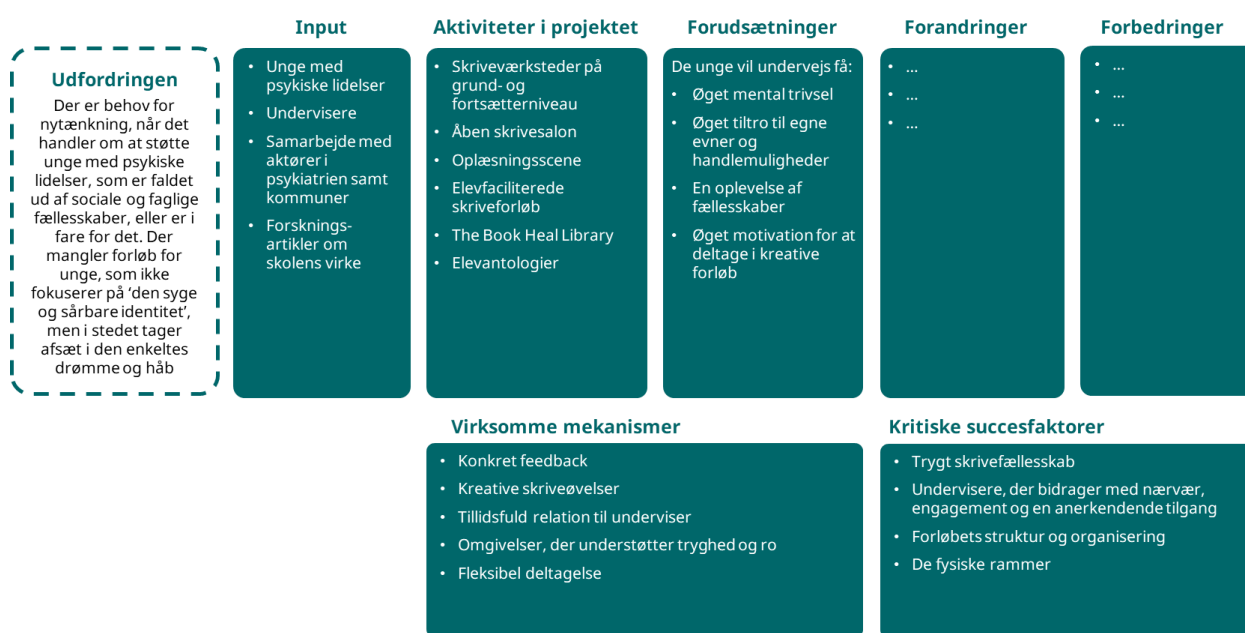 Udfordringen
Der er behov for
nytænkning, når det
handler om at støtte
unge med psykiske
lidelser, som er faldet
ud af sociale og faglige
fællesskaber, eller er i
fare for det. Der
mangler forløb for
unge, som ikke
fokuserer på ‘den syge
og sårbare identitet’,
men i stedet tager
afsæt i den enkeltes
drømme og håb
Input
• Unge med
psykiske lidelser
• Undervisere
• Samarbejde med
aktører i
psykiatrien samt
kommuner
• Forsknings-
artikler om
skolens virke
Aktiviteter i projektet
• Skriveværksteder på
grund- og
fortsætterniveau
• Åben skrivesalon
• Oplæsningsscene
• Elevfaciliterede
skriveforløb
• The Book Heal Library
• Elevantologier
Forudsætninger
De unge vil undervejs få:
• Øget mental trivsel
• Øget tiltro til egne
evner og
handlemuligheder
• En oplevelse af
fællesskaber
• Øget motivation for at
deltage i kreative
forløb
Forandringer
• ...
• ...
• ...
Forbedringer
• ...
• ...
• ...
Virksomme mekanismer
• Konkret feedback
• Kreative skriveøvelser
• Tillidsfuld relation til underviser
• Omgivelser, der understøtter tryghed og ro
• Fleksibel deltagelse
Kritiske succesfaktorer
• Trygt skrivefællesskab
• Undervisere, der bidrager med nærvær,
engagement og en anerkendende tilgang
• Forløbets struktur og organisering
• De fysiske rammer